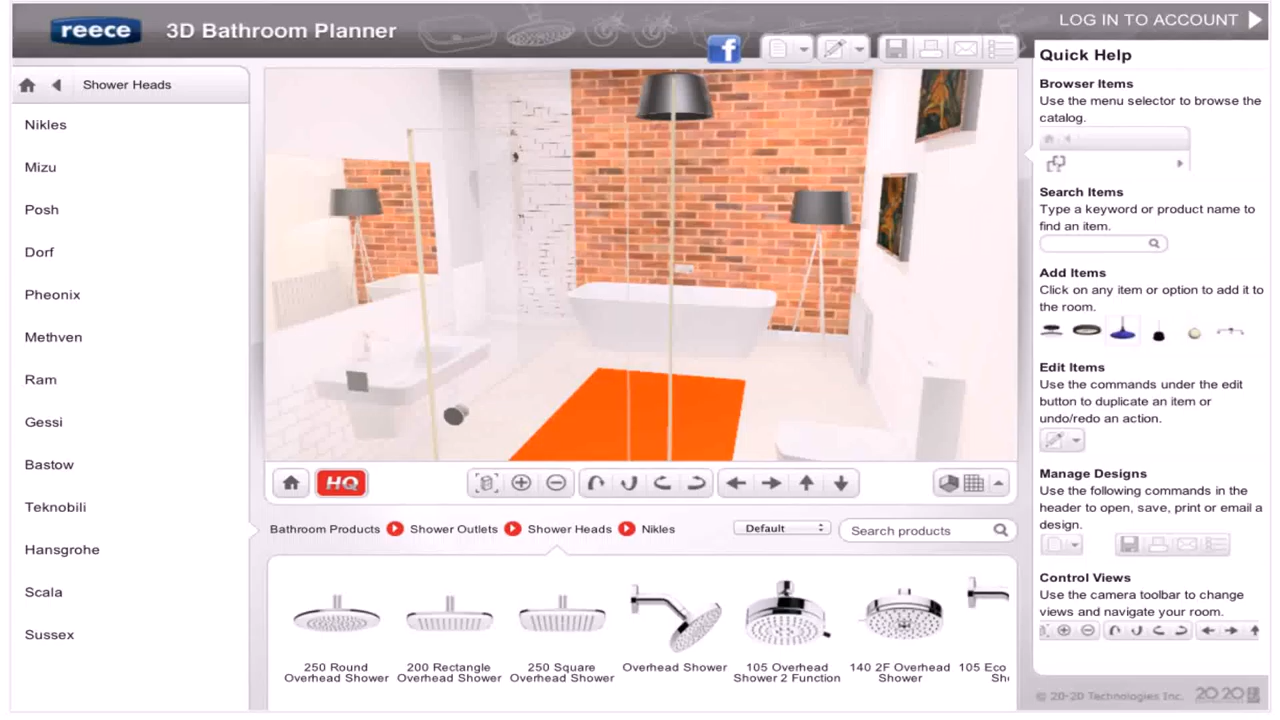 reece
3D Bathroom Planner
LOG IN TO ACCOUNT
f
Shower Heads
Nikles
Mizu
Posh
Dorf
Pheonix
Methven
Ram
Gessi
Bastow
Teknobili
Hansgrohe
Scala
Sussex
HQ
Bathroom Products
Shower Outlets
Shower Heads
Nikles
Default
Search products
250 Round
Overhead Shower
200 Rectangle
Overhead Shower
250 Square
Overhead Shower
Overhead Shower
105 Overhead
Shower 2 Function
140 2F Overhead
Shower
105 Eco
Sh
Quick Help
Browser Items
Use the menu selector to browse the
catalog.
Search Items
Type a keyword or product name to
find an item.
Add Items
Click on any item or option to add it to
the room.
Edit Items
Use the commands under the edit
button to duplicate an item or
undo/redo an action.
Manage Designs
Use the following commands in the
header to open, save, print or email a
design.
Control Views
Use the camera toolbar to change
views and navigate your room.
© 20-20 Technologies Inc.
20 20